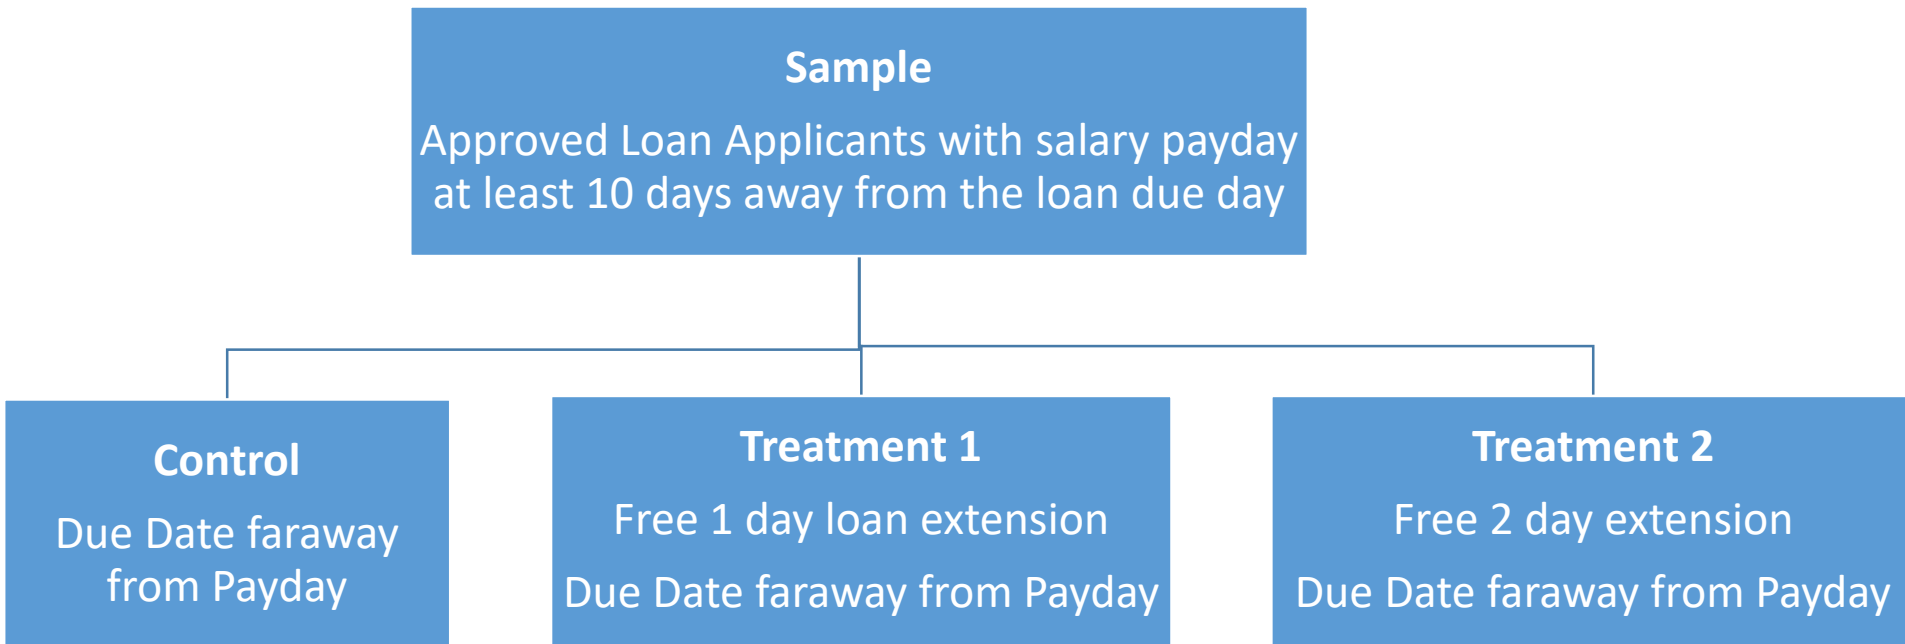 Sample
Approved Loan Applicants with salary payday
at least 10 days away from the loan due day
Control
Due Date faraway
from Payday
Treatment 1
Free 1 day loan extension
Due Date faraway from Payday
Treatment 2
Free 2 day extension
Due Date faraway from Payday